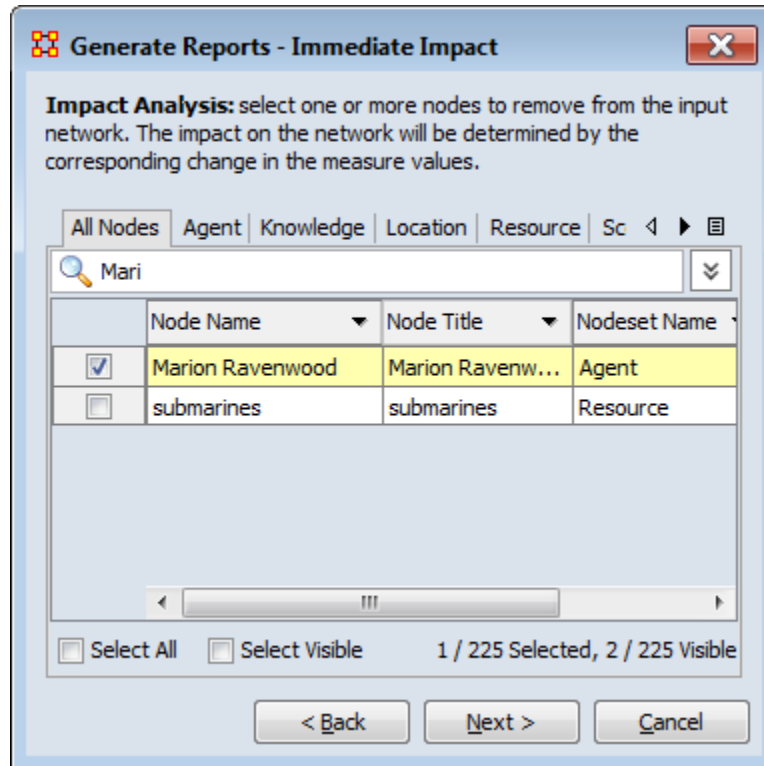 Generate Reports - Immediate Impact
Impact Analysis: select one or more nodes to remove from the input
network. The impact on the network will be determined by the
corresponding change in the measure values.
All Nodes Agent Knowledge Location Resource Sc
Mari
Node Name Node Title Nodeset Name
Marion Ravenwood Marion Ravenw... Agent
submarines submarines Resource
Select All Select Visible 1 / 225 Selected, 2 / 225 Visible
< Back Next > Cancel